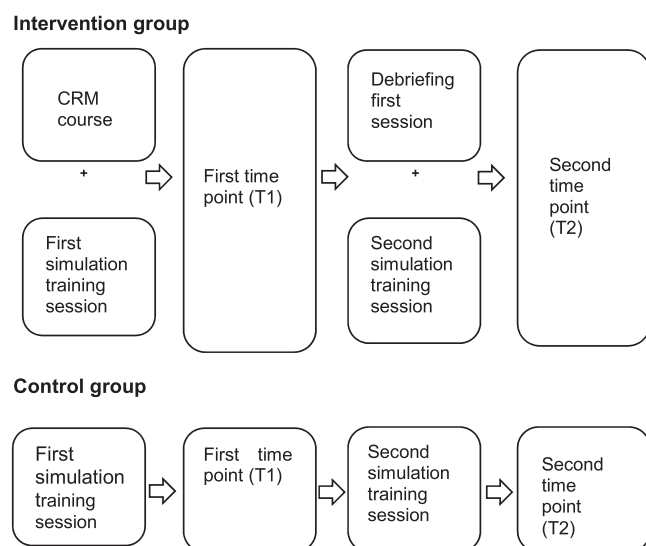 Intervention group
CRM
course
+
First
simulation
training
session
First time
point (T1)
Debriefing
first
session
+
Second
simulation
training
session
Second
time
point
(T2)
Control group
First
simulation
training
session
First time
point (T1)
Second
simulation
training
session
Second
time
point
(T2)